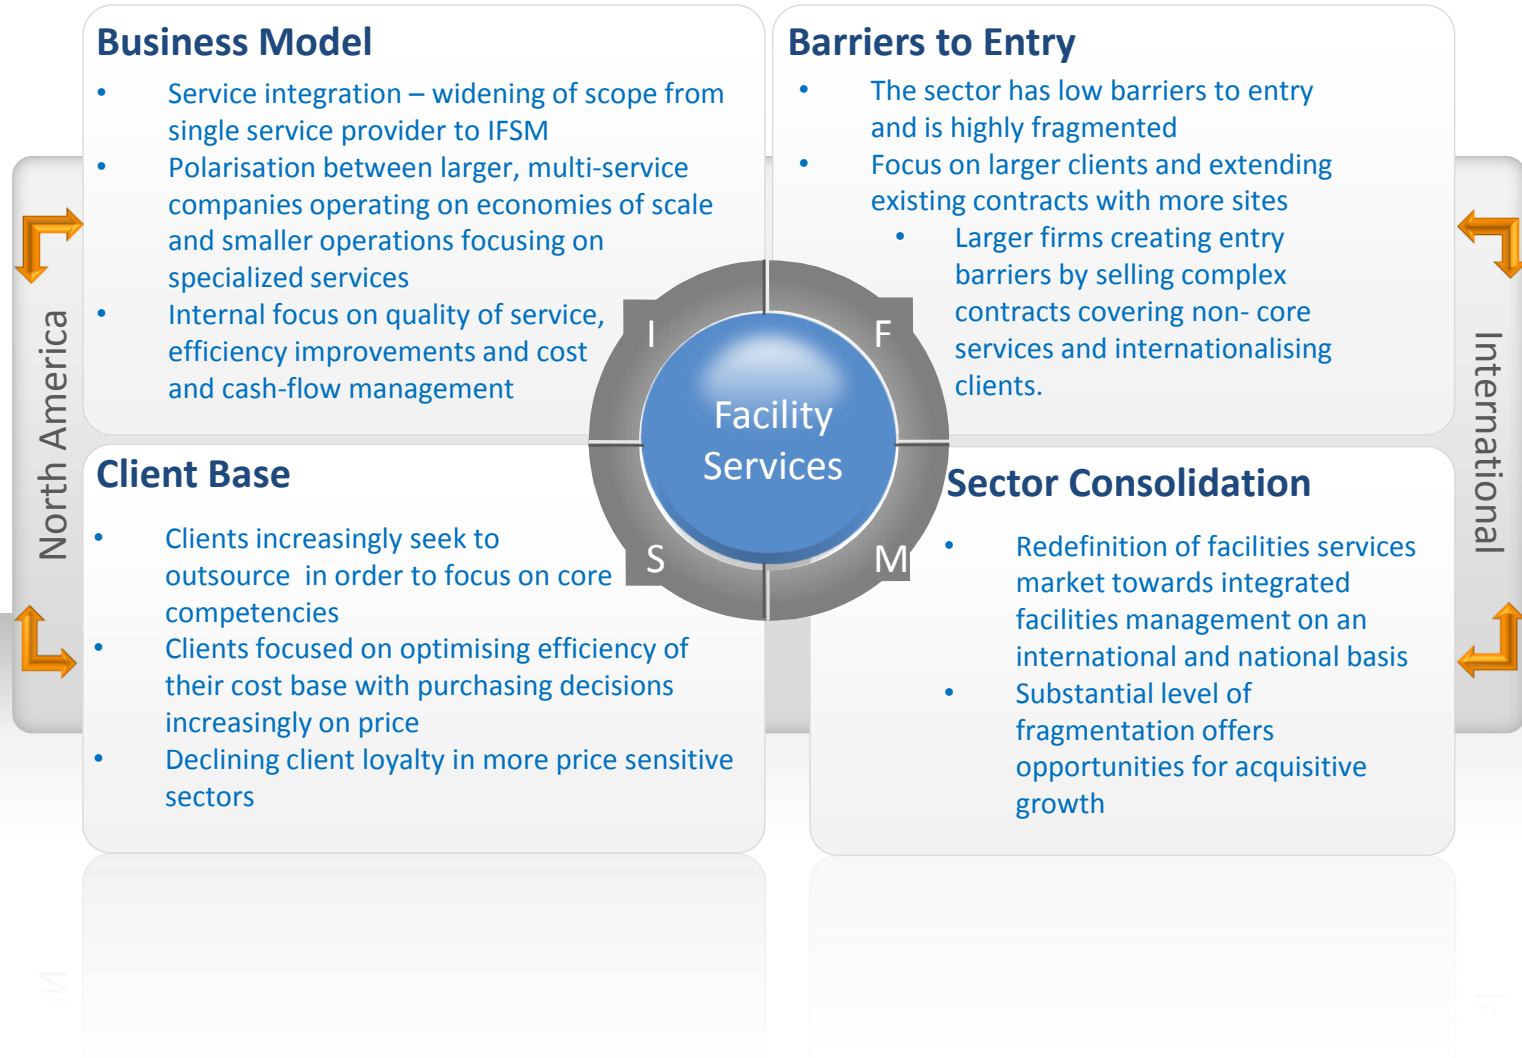 Business Model
• Service integration – widening of scope from
single service provider to IFSM
• Polarisation between larger, multi-service
companies operating on economies of scale
and smaller operations focusing on
specialized services
• Internal focus on quality of service,
efficiency improvements and cost
and cash-flow management
Barriers to Entry
• The sector has low barriers to entry
and is highly fragmented
• Focus on larger clients and extending
existing contracts with more sites
• Larger firms creating entry
barriers by selling complex
contracts covering non- core
services and internationalising
clients.
North America
I
F
Facility
Services
S
M
International
Client Base
• Clients increasingly seek to
outsource in order to focus on core
competencies
• Clients focused on optimising efficiency of
their cost base with purchasing decisions
increasingly on price
• Declining client loyalty in more price sensitive
sectors
Sector Consolidation
• Redefinition of facilities services
market towards integrated
facilities management on an
international and national basis
• Substantial level of
fragmentation offers
opportunities for acquisitive
growth